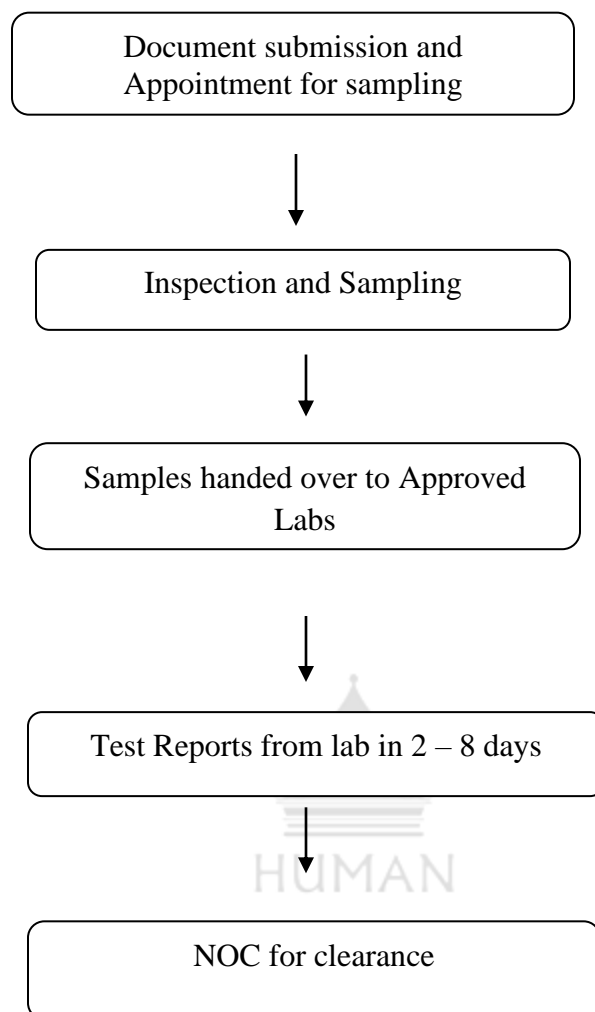 Document submission and
Appointment for sampling
Inspection and Sampling
Samples handed over to Approved
Labs
Test Reports from lab in 2 – 8 days
HUMAN
NOC for clearance